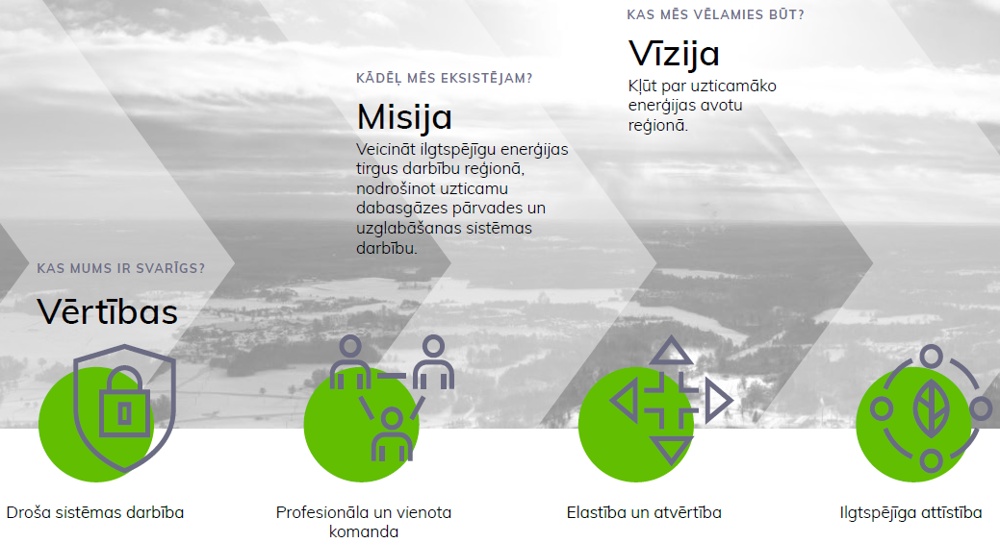 KAS MĒS VĒLAMIES BŪT?
Vīzija
Kļūt par uzticamāko
enerģijas avotu
reģionā.
KĀDĒĻ MĒS EKSISTĒJAM?
Misija
Veicināt ilgtspējīgu enerģijas
tirgus darbību reģionā,
nodrošinot uzticamu
dabasgāzes pārvades un
uzglabāšanas sistēmas
darbību.
KAS MUMS IR SVARĪGS?
Vērtības
Droša sistēmas darbība
Profesionāla un vienota
komanda
Elastība un atvērtība
Ilgtspējīga attīstība